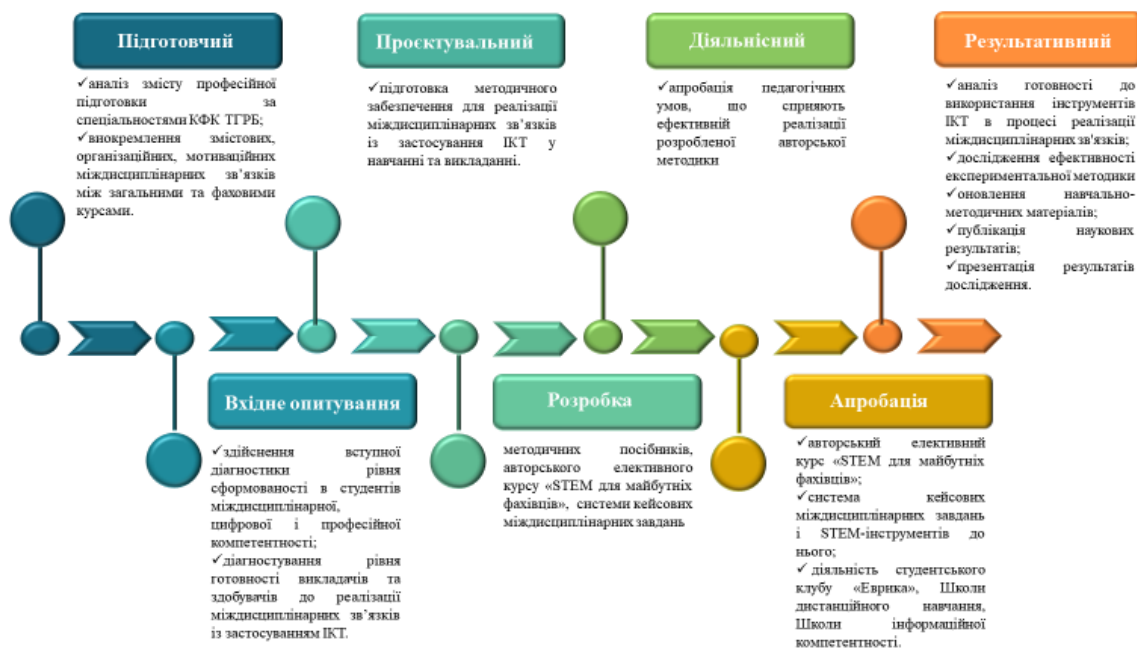 Підготовчий
✓аналіз змісту професійної
підготовки за
спеціальностями КФК ТГРБ;
✓виокремлення змістових,
організаційних, мотиваційних
міждисциплінарних зв’язків
між загальними та фаховими
курсами.
Проєктувальний
✓підготовка методичного
забезпечення для реалізації
міждисциплінарних зв’язків
із застосування ІКТ у
навчанні та викладанні.
Діяльнісний
✓апробація педагогічних
умов, що сприяють
ефективній реалізації
розробленої авторської
методики
Результативний
✓аналіз готовності до
використання інструментів
ІКТ в процесі реалізації
міждисциплінарних зв'язків;
✓дослідження ефективності
експериментальної методики
✓оновлення навчально-
методичних матеріалів;
✓публікація наукових
результатів;
✓презентація результатів
дослідження.
Вхідне опитування
✓здійснення вступної
діагностики рівня
сформованості в студентів
міждисциплінарної,
цифрової і професійної
компетентності;
✓діагностування рівня
готовності викладачів та
здобувачів до реалізації
міждисциплінарних зв’язків
із застосуванням ІКТ.
Розробка
методичних посібників,
авторського елективного
курсу «STEM для майбутніх
фахівців», системи кейсових
міждисциплінарних завдань
Апробація
✓авторський елективний
курс «STEM для майбутніх
фахівців»;
✓система кейсових
міждисциплінарних завдань
і STEM-інструментів до
нього;
✓діяльність студентського
клубу «Еврика», Школи
дистанційного навчання,
Школи інформаційної
компетентності.